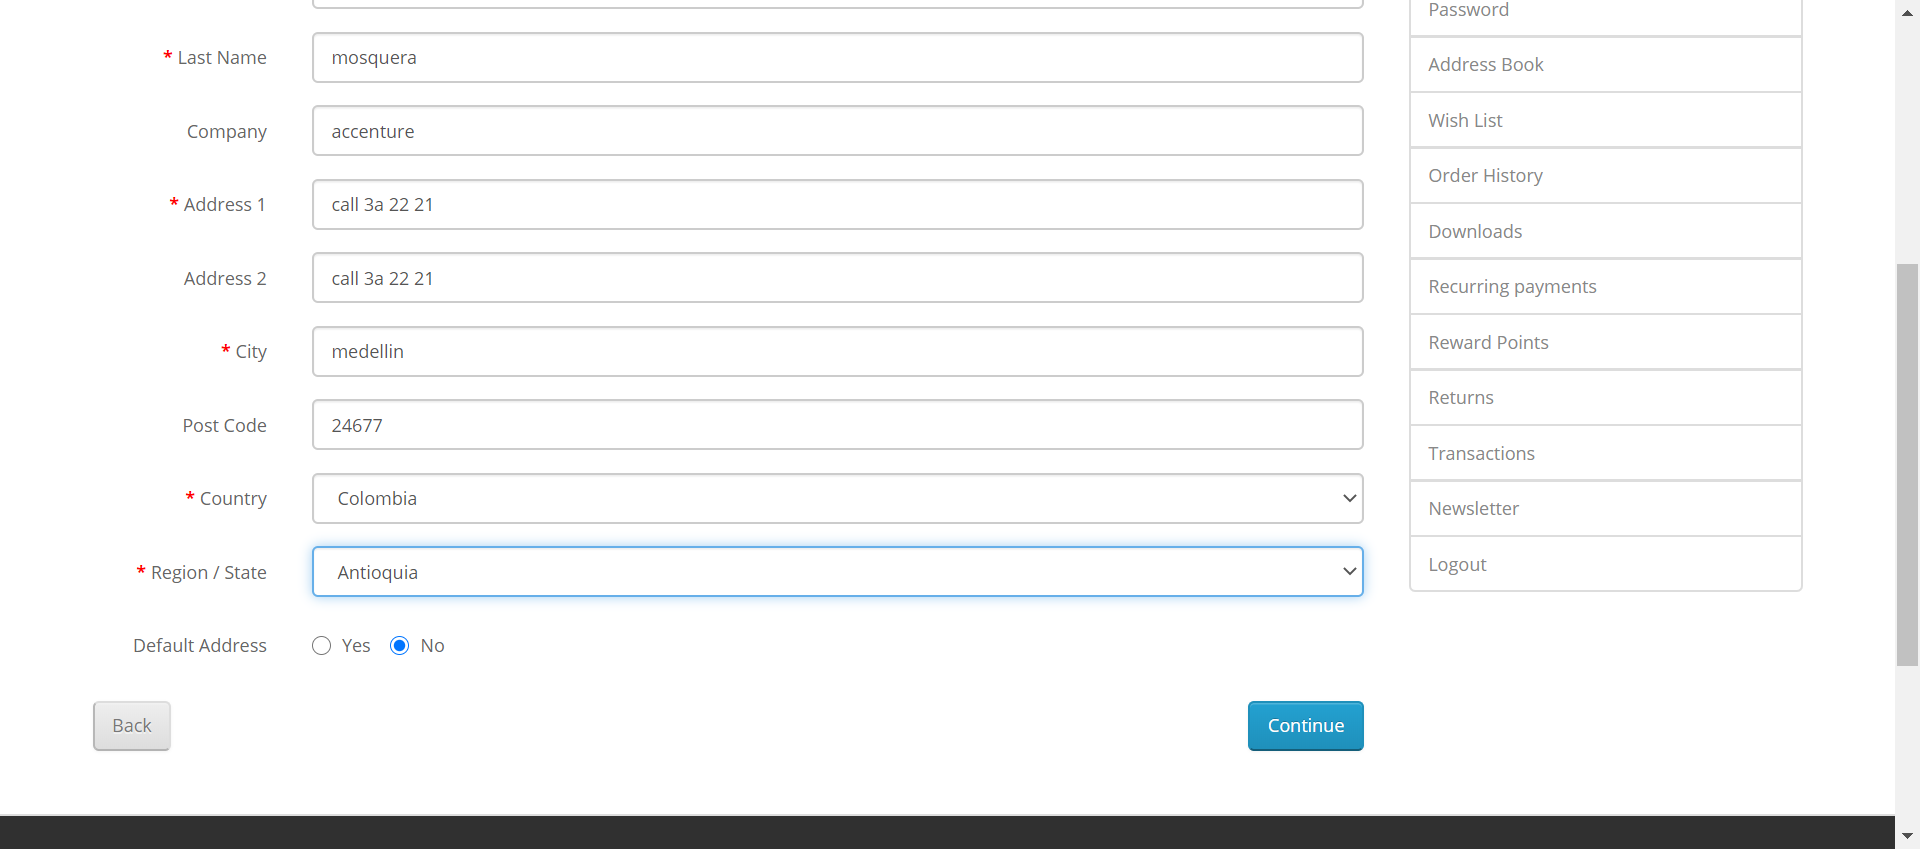 * Last Name
mosquera
Company
accenture
* Address 1
call 3a 22 21
Address 2
call 3a 22 21
* City
medellin
Post Code
24677
* Country
Colombia
* Region / State
Antioquia
Default Address
Yes No
Back
Continue
Password
Address Book
Wish List
Order History
Downloads
Recurring payments
Reward Points
Returns
Transactions
Newsletter
Logout